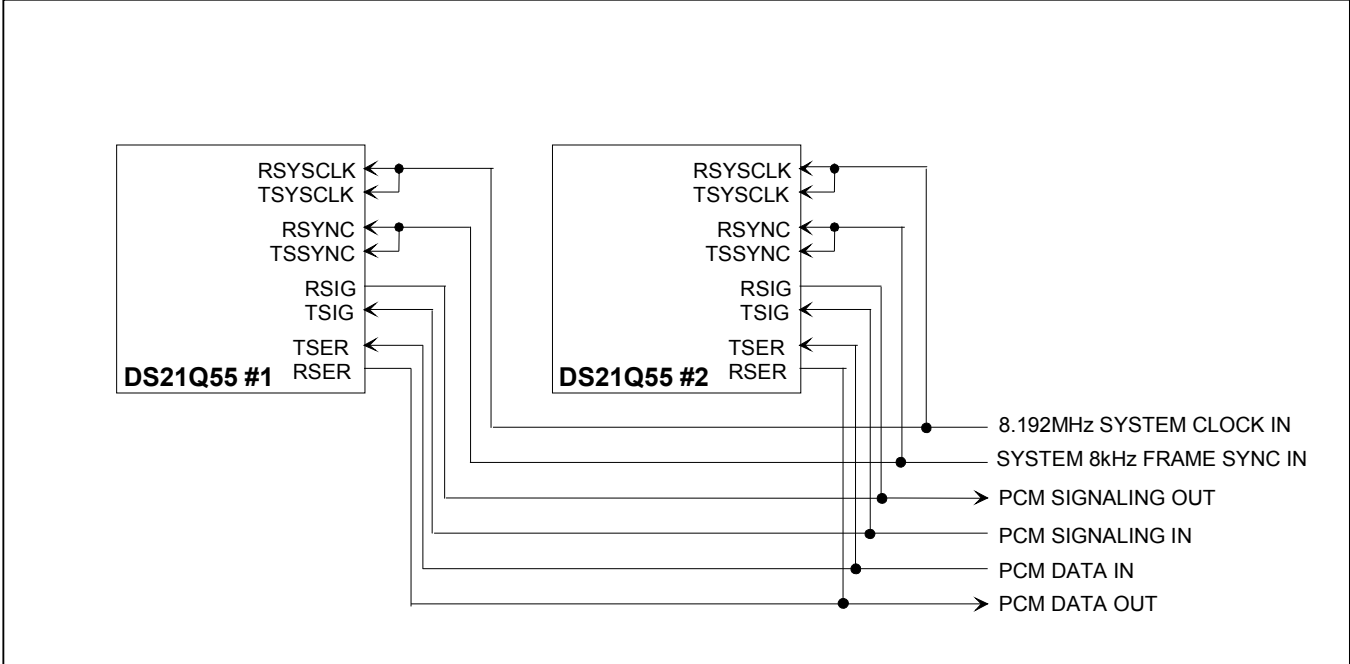 RSYSCLK
TSYSCLK
RSYNC
TSSYNC
RSIG
TSIG
TSER
RSER
DS21Q55 #1
RSYSCLK
TSYSCLK
RSYNC
TSSYNC
RSIG
TSIG
TSER
RSER
DS21Q55 #2
8.192MHz SYSTEM CLOCK IN
SYSTEM 8kHz FRAME SYNC IN
PCM SIGNALING OUT
PCM SIGNALING IN
PCM DATA IN
PCM DATA OUT